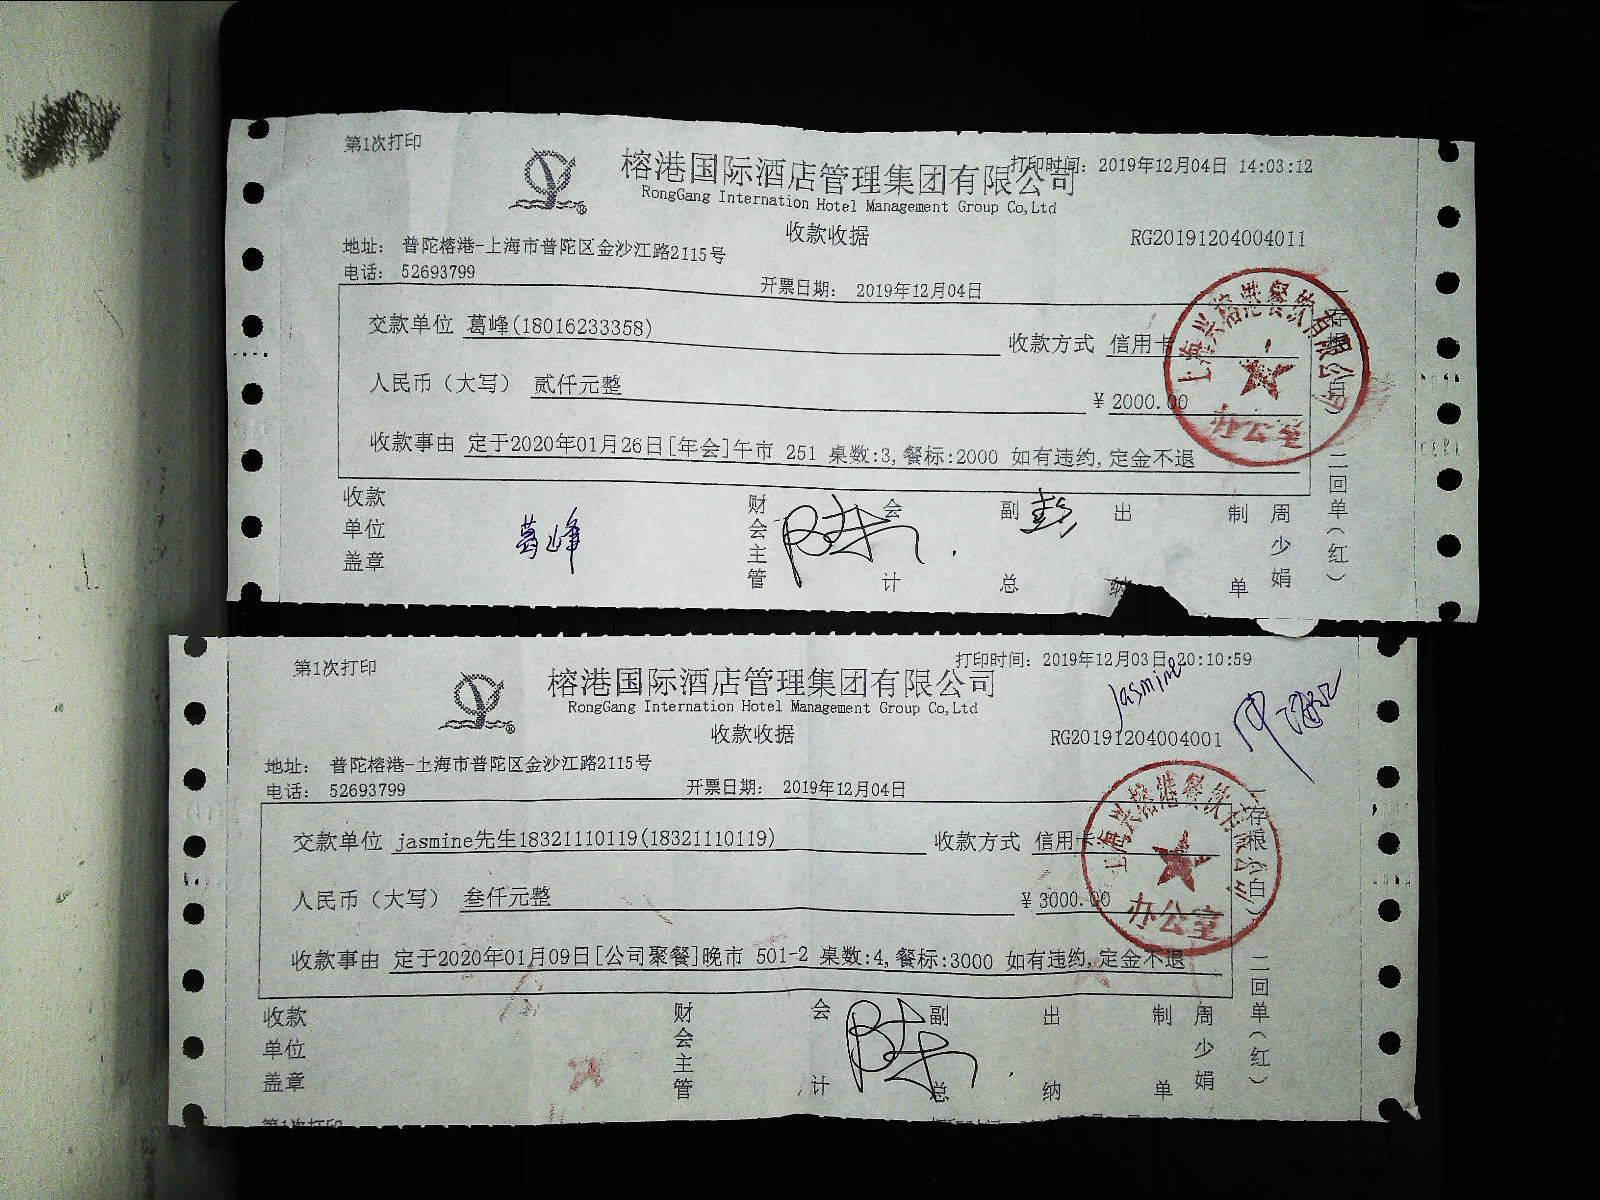 第1次打印
榕港国际酒店管理集团有限公司
打印时间: 2019年12月04日 14:03:12
RongGang Internation Hotel Management Group Co,Ltd
收款收据
RG20191204004011
地址: 普陀榕港-上海市普陀区金沙江路2115号
电话: 52693799
开票日期: 2019年12月04日
交款单位 葛峰(18016233358)
收款方式 信用卡
人民币（大写） 贰仟元整
¥ 2000.00
收款事由 定于2020年01月26日[年会]午市 251 桌数:3,餐标:2000 如有违约,定金不退
一存根(白) 二回单(红)
上海兴榕港餐饮有限公司
收款单位盖章
葛峰
财会主管
会计
副总
出纳
制单
周少娟
第1次打印
打印时间: 2019年12月03日 20:10:59
榕港国际酒店管理集团有限公司
RongGang Internation Hotel Management Group Co,Ltd
Jasmine
收款收据
RG20191204004001
地址: 普陀榕港-上海市普陀区金沙江路2115号
电话: 52693799
开票日期: 2019年12月04日
交款单位 jasmine先生18321110119(18321110119)
收款方式 信用卡
人民币（大写） 叁仟元整
¥ 3000.00
收款事由 定于2020年01月09日[公司聚餐]晚市 501-2 桌数:4,餐标:3000 如有违约,定金不退
一存根(白) 二回单(红)
上海兴榕港餐饮有限公司
办公室
收款单位盖章
财会主管
会计
副总
出纳
制单
周少娟
第1次打印